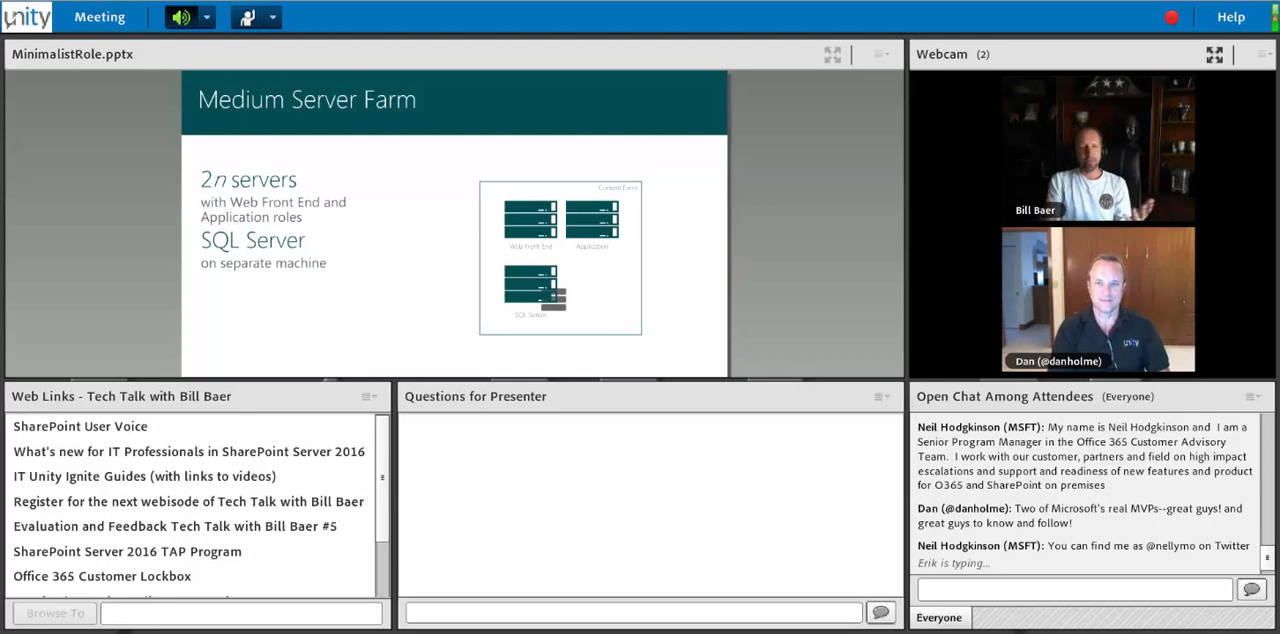 unity
Meeting
Help
MinimalistRole.pptx
Webcam (2)
Medium Server Farm
2n servers
with Web Front End and
Application roles
SQL Server
on separate machine
Content Farm
Web Front End
Application
SQL Server
Bill Baer
unity
Dan (@danholme)
Web Links - Tech Talk with Bill Baer
SharePoint User Voice
What's new for IT Professionals in SharePoint Server 2016
IT Unity Ignite Guides (with links to videos)
Register for the next webisode of Tech Talk with Bill Baer
Evaluation and Feedback Tech Talk with Bill Baer #5
SharePoint Server 2016 TAP Program
Office 365 Customer Lockbox
Browse To
Questions for Presenter
Open Chat Among Attendees (Everyone)
Neil Hodgkinson (MSFT): My name is Neil Hodgkinson and I am a
Senior Program Manager in the Office 365 Customer Advisory
Team. I work with our customer, partners and field on high impact
escalations and support and readiness of new features and product
for O365 and SharePoint on premises
Dan (@danholme): Two of Microsoft's real MVPs--great guys! and
great guys to know and follow!
Neil Hodgkinson (MSFT): You can find me as @nellymo on Twitter
Erik is typing...
Everyone